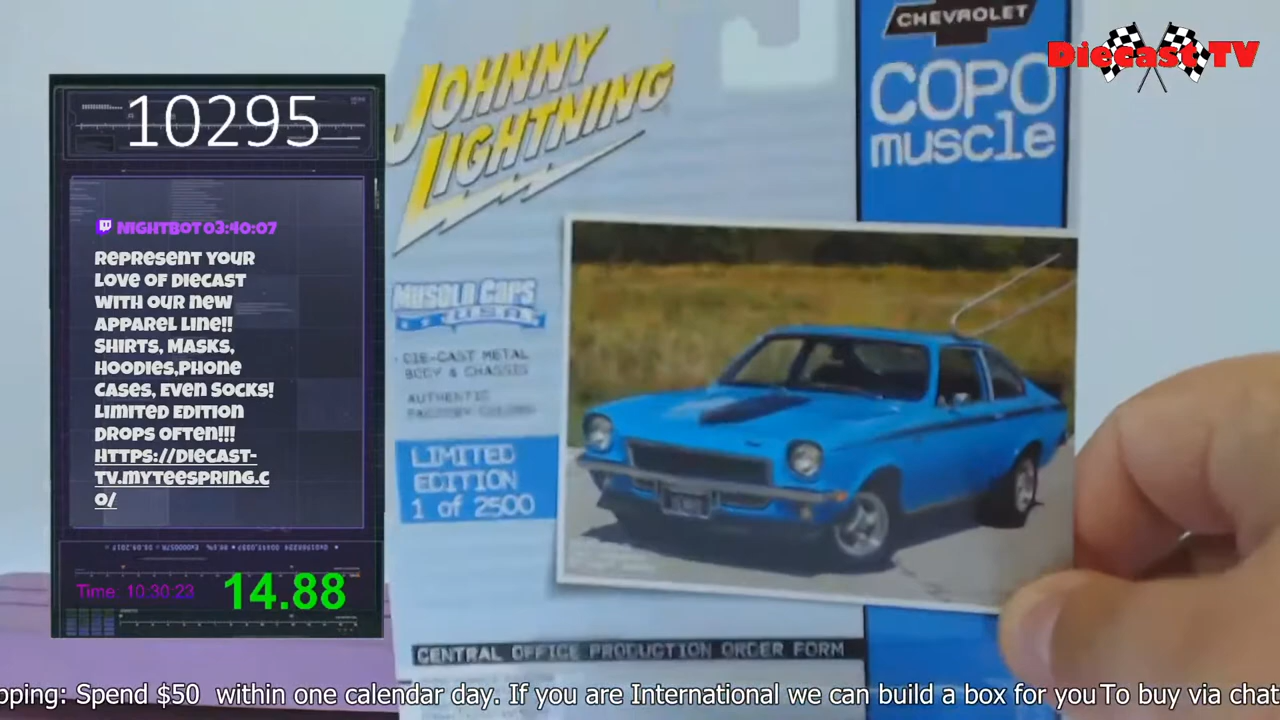 10295
NIGHTBOT 03:40:07
REPRESENT YOUR
LOVE OF DIECAST
WITH OUR NEW
APPAREL LINE!!
SHIRTS, MASKS,
HOODIES,PHONE
CASES, EVEN SOCKS!
LIMITED EDITION
DROPS OFTEN!!!
HTTPS://DIECAST-
TV.MYTEESPRING.C
O/
Time: 10:30:23
14.88
JOHNNY
LIGHTNING
MUSCLE CARS
U.S.A.
DIE-CAST METAL
BODY & CHASSIS
AUTHENTIC
FACTORY COLORS
LIMITED
EDITION
1 of 2500
CHEVROLET
COPO
muscle
Diecast TV
CENTRAL OFFICE PRODUCTION ORDER FORM
pping: Spend $50 within one calendar day. If you are International we can build a box for you To buy via chat